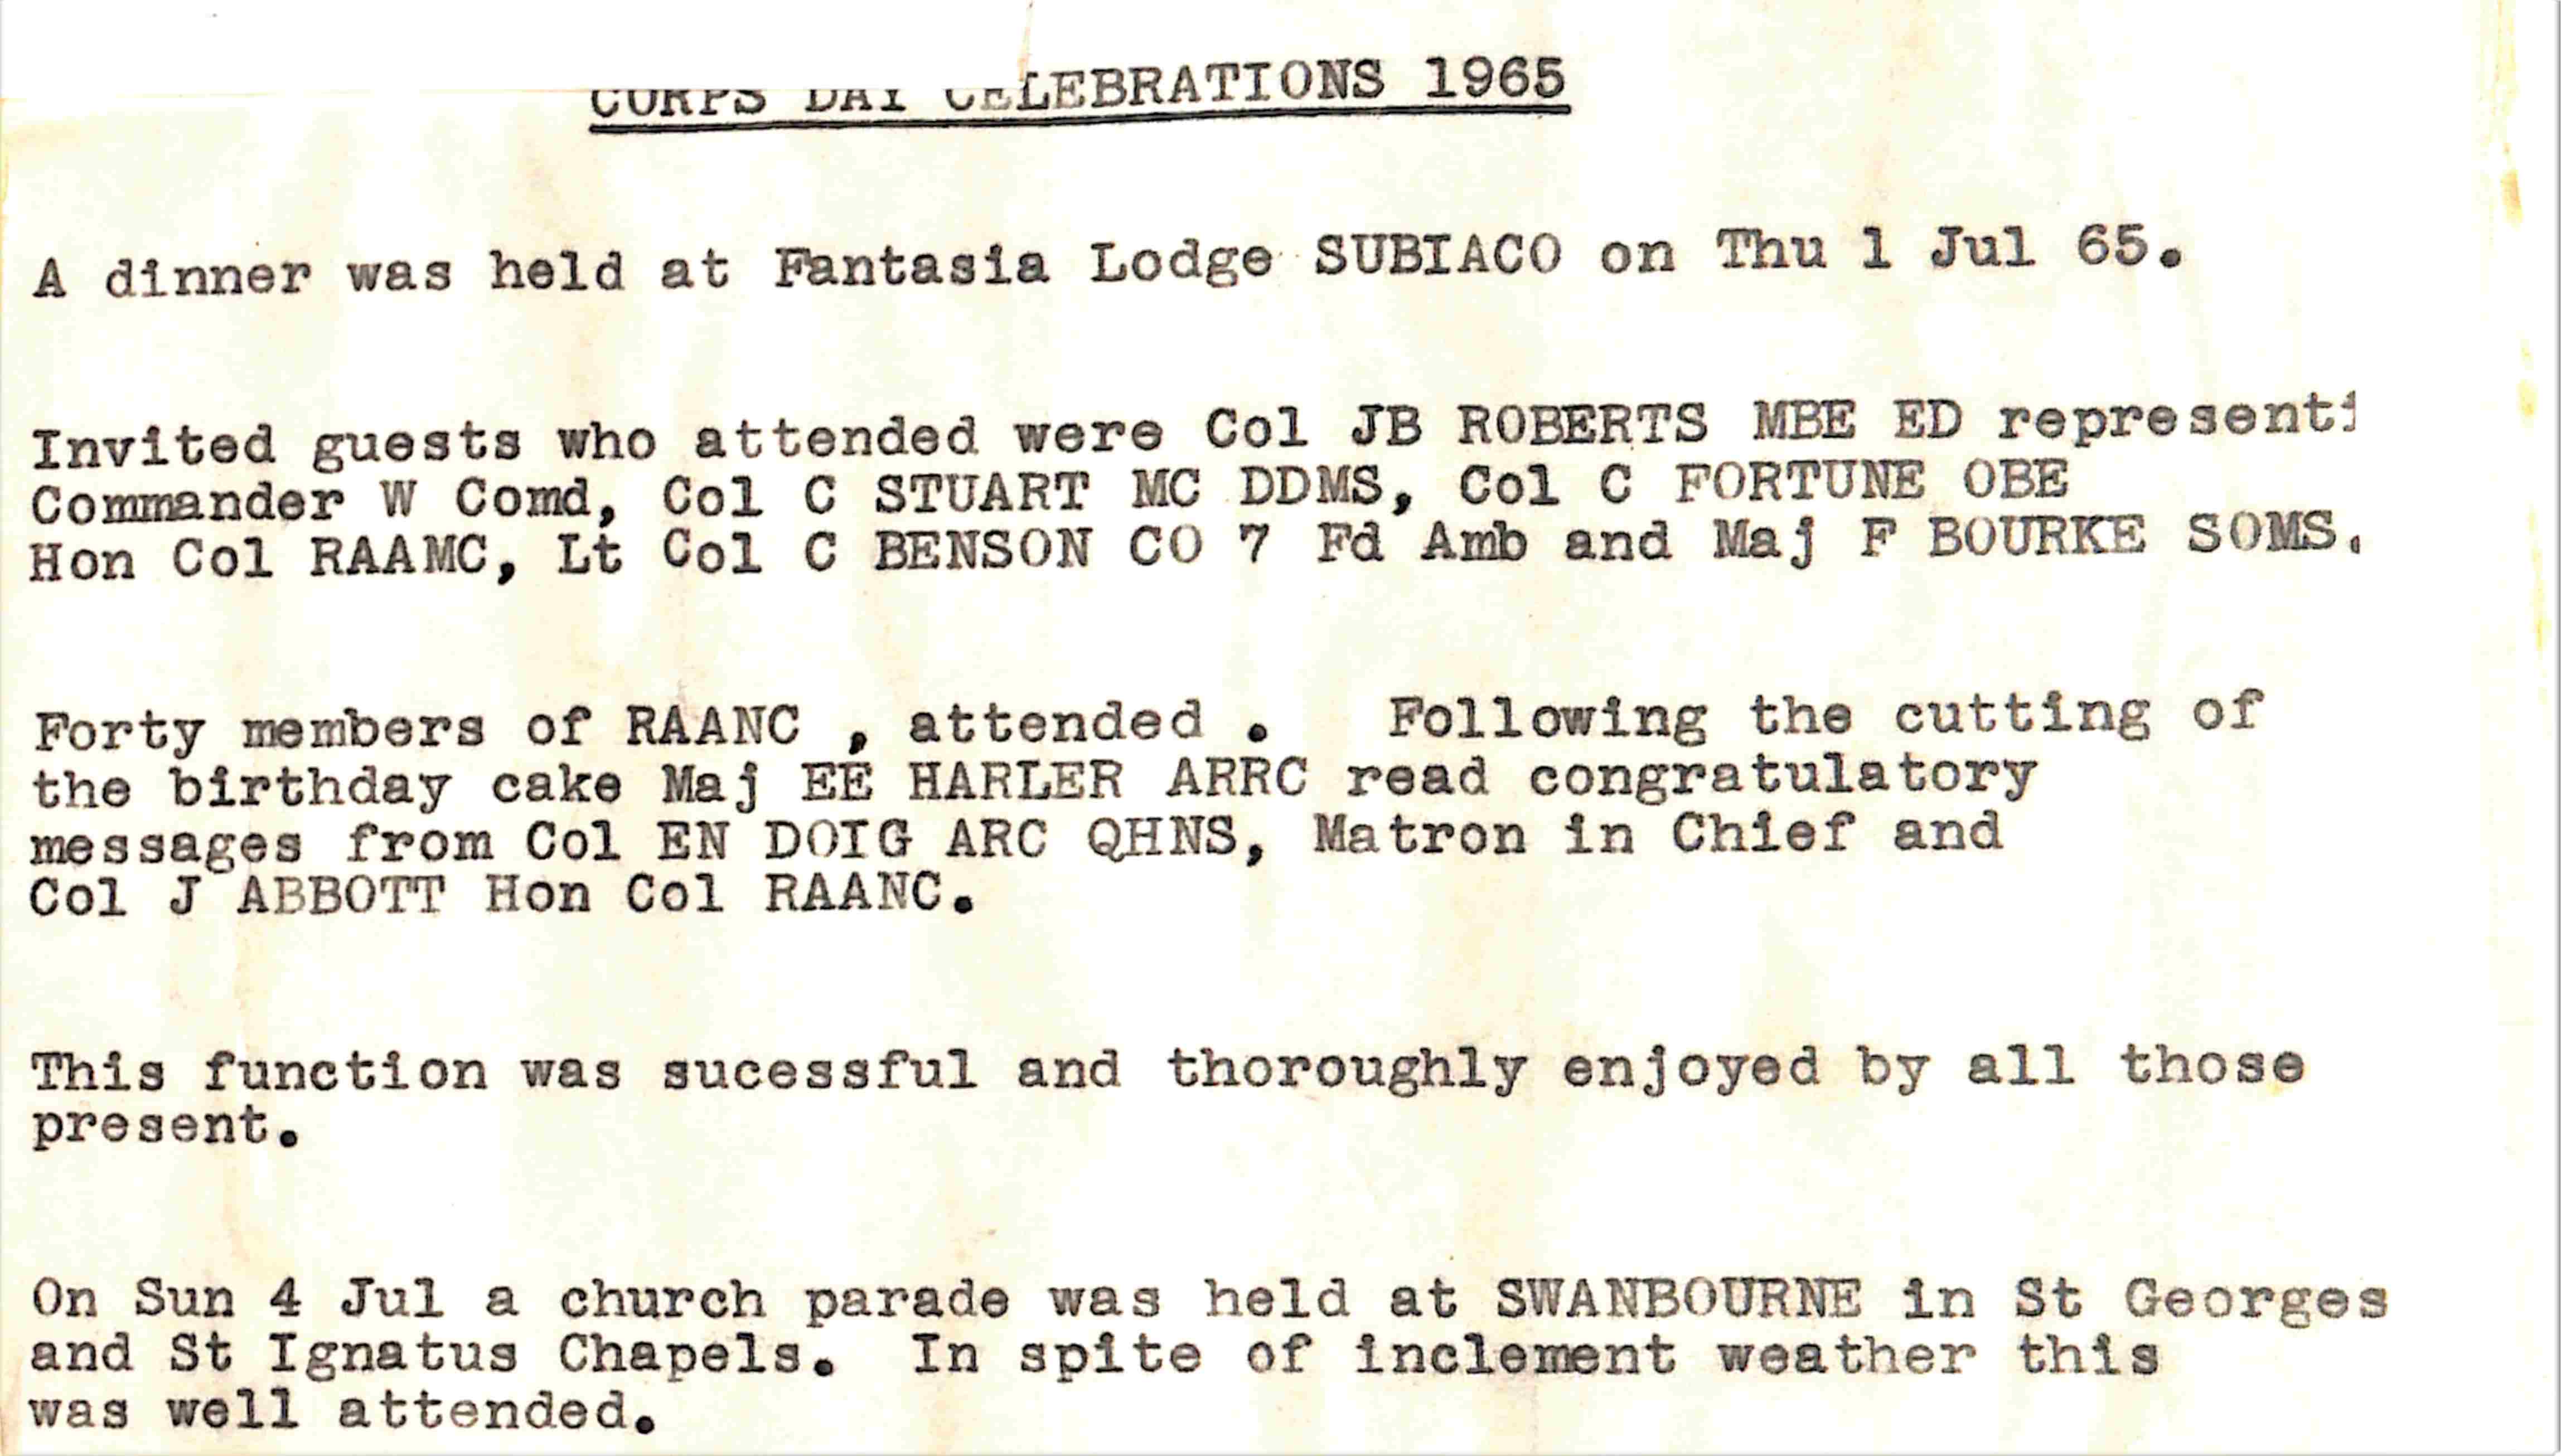 CORPS DAY CELEBRATIONS 1965
A dinner was held at Fantasia Lodge SUBIACO on Thu 1 Jul 65.
Invited guests who attended were Col JB ROBERTS MBE ED representi
Commander W Comd, Col C STUART MC DDMS, Col C FORTUNE OBE
Hon Col RAAMC, Lt Col C BENSON CO 7 Fd Amb and Maj F BOURKE SOMS.
Forty members of RAANC , attended . Following the cutting of
the birthday cake Maj EE HARLER ARRC read congratulatory
messages from Col EN DOIG ARC QHNS, Matron in Chief and
Col J ABBOTT Hon Col RAANC.
This function was sucessful and thoroughly enjoyed by all those
present.
On Sun 4 Jul a church parade was held at SWANBOURNE in St Georges
and St Ignatus Chapels. In spite of inclement weather this
was well attended.